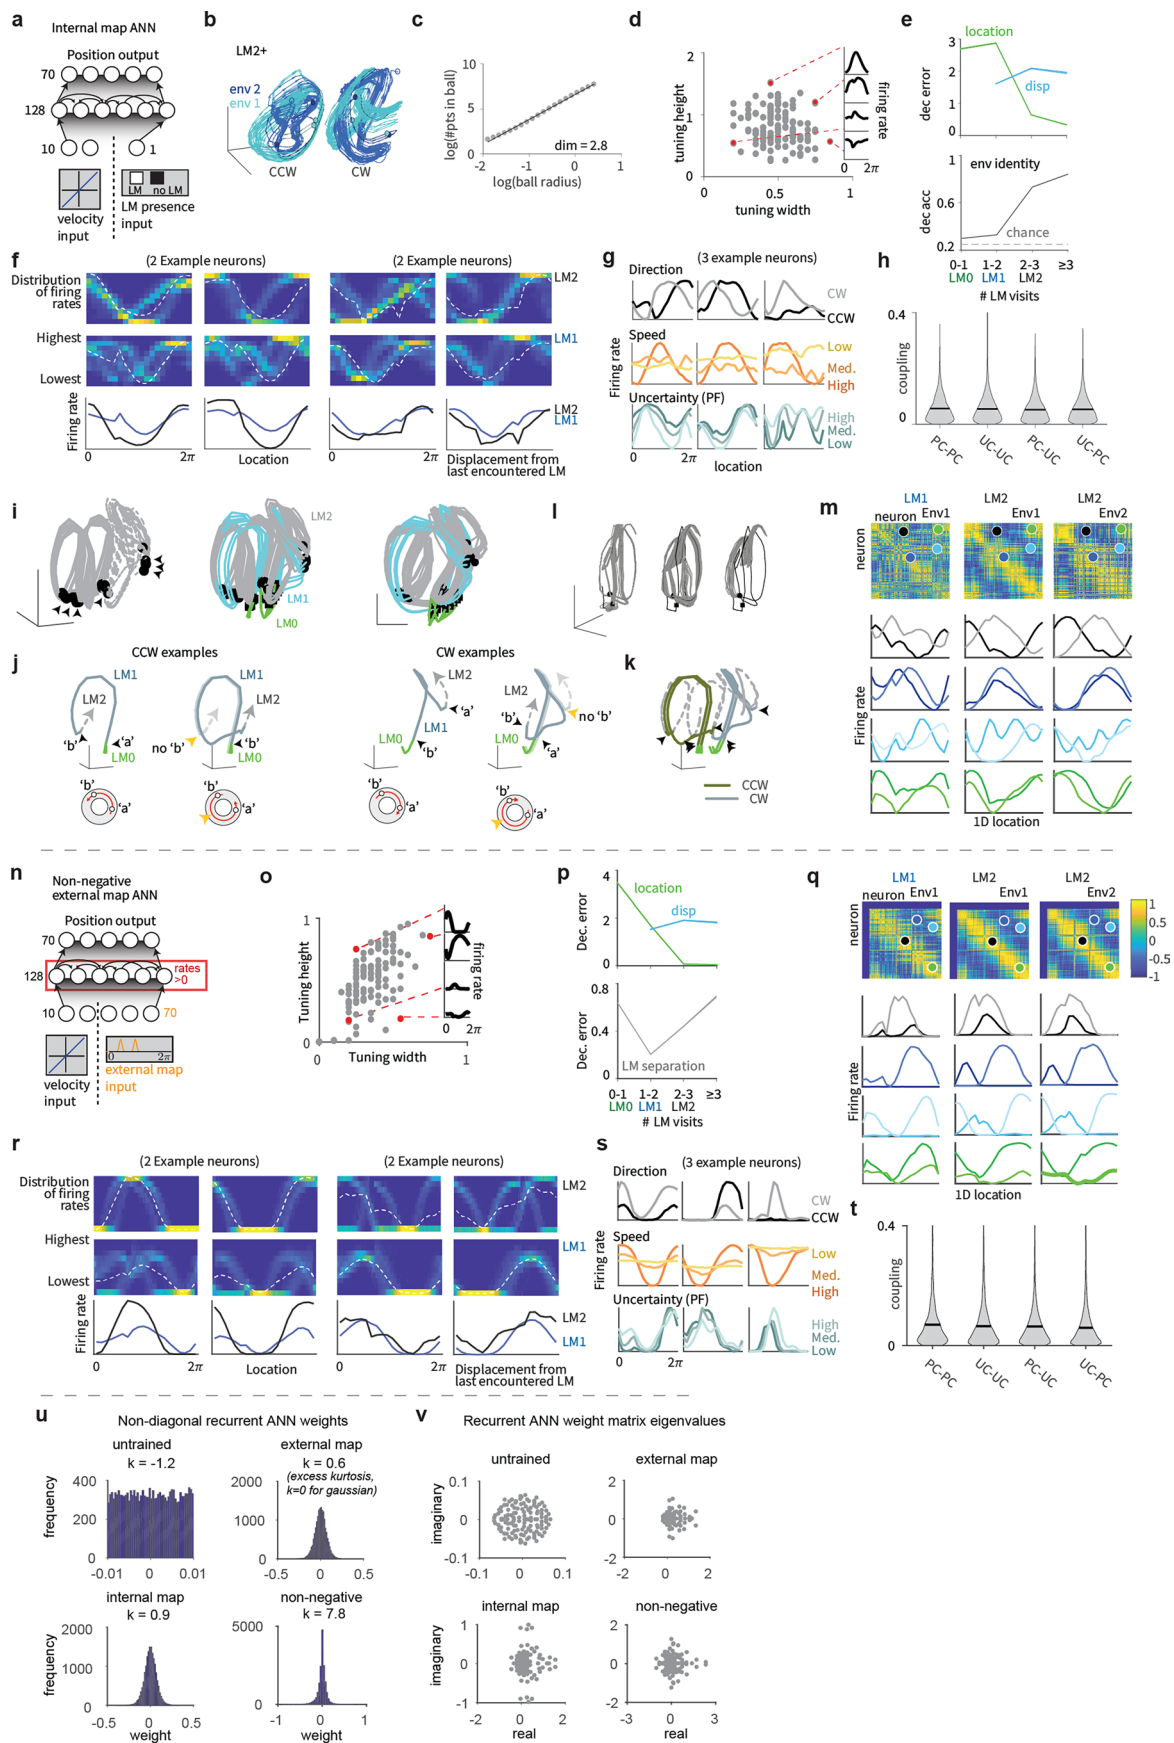 a
Internal map ANN
Position output
70
128
10
1
LM
no LM
velocity
input
LM presence
input
b
LM2+
env 2
env 1
CCW
CW
c
log(#pts in ball)
10
5
0
-2
-1
0
1
dim = 2.8
log(ball radius)
d
tuning height
2
1
0
0
0.5
1
tuning width
firing rate
0
2π
e
location
disp
dec error
3
2
1
0
env identity
dec acc
1
0.6
0.2
chance
0-1
1-2
2-3
≥3
LM0
LM1
LM2
# LM visits
f
(2 Example neurons)
(2 Example neurons)
Distribution
of firing
rates
LM2
Highest
LM1
Lowest
Firing rate
LM2
LM1
0
2π
Location
0
2π
Displacement from
last encountered LM
g
(3 example neurons)
Direction
CW
CCW
Speed
Low
Med.
High
Firing rate
Uncertainty (PF)
High
Med.
Low
0
2π
location
h
coupling
0.4
0
PC-PC
UC-UC
PC-UC
UC-PC
i
LM2
LM1
LM0
j
CCW examples
CW examples
LM1
LM2
'b'
'a'
LM0
LM2
no 'b'
'b'
'a'
LM0
LM2
'a'
LM1
LM0
'b'
LM2
'b'
no 'b'
LM0
'a'
'b'
'a'
'b'
'a'
'b'
'a'
'b'
'a'
k
CCW
CW
l
m
LM1
LM2
LM2
neuron
Env1
Env1
Env2
neuron
Firing rate
1D location
n
Non-negative
external map ANN
Position output
70
128
rates
>0
10
70
0
2π
velocity
input
external map
input
o
Tuning height
1
0
0
1
Tuning width
firing rate
0
2π
p
location
disp
Dec. error
4
2
0
Dec. error
0.8
0.4
0
LM separation
0-1
1-2
2-3
≥3
LM0
LM1
LM2
# LM visits
q
LM1
LM2
LM2
neuron
Env1
Env1
Env2
neuron
1
0.5
0
-0.5
-1
Firing rate
1D location
r
(2 Example neurons)
(2 Example neurons)
Distribution
of firing
rates
LM2
Highest
LM1
Lowest
Firing rate
LM2
LM1
0
2π
Location
0
2π
Displacement from
last encountered LM
s
(3 example neurons)
Direction
CW
CCW
Speed
Low
Med.
High
Firing rate
Uncertainty (PF)
High
Med.
Low
0
2π
t
coupling
0.4
0
PC-PC
UC-UC
PC-UC
UC-PC
u
Non-diagonal recurrent ANN weights
untrained
k = -1.2
frequency
400
200
0
-0.01
0
0.01
external map
k = 0.6
(excess kurtosis,
k=0 for gaussian)
2000
1000
0
-0.5
0
0.5
internal map
k = 0.9
frequency
2000
1000
0
-0.5
0
0.5
weight
non-negative
k = 7.8
5000
0
-1
0
1
weight
v
Recurrent ANN weight matrix eigenvalues
untrained
imaginary
0.1
0
-0.1
-0.1
0
0.1
external map
2
0
-2
-2
0
2
internal map
imaginary
1
0
-1
-2
0
2
real
non-negative
2
0
-2
-3
0
3
real